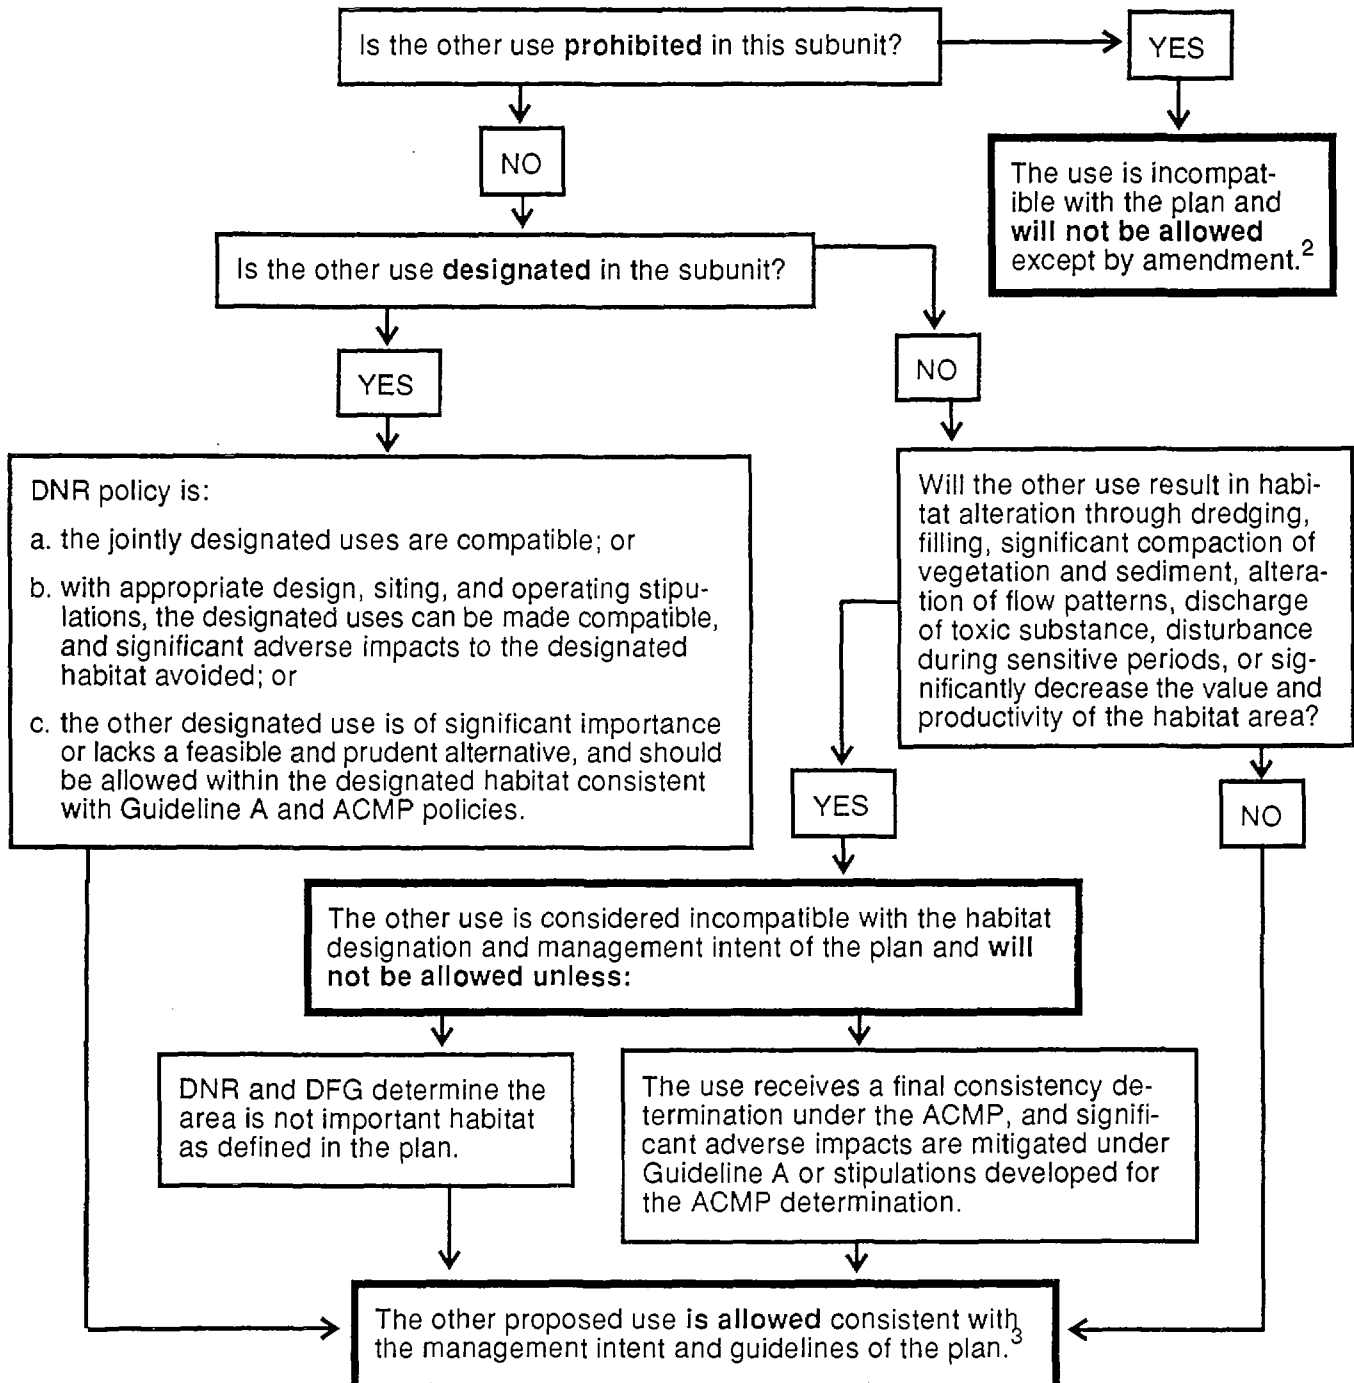 Is the other use prohibited in this subunit?
YES
NO
The use is incompat-
ible with the plan and
will not be allowed
except by amendment.2
Is the other use designated in the subunit?
YES
NO
DNR policy is:
a. the jointly designated uses are compatible; or
b. with appropriate design, siting, and operating stipu-
lations, the designated uses can be made compatible,
and significant adverse impacts to the designated
habitat avoided; or
c. the other designated use is of significant importance
or lacks a feasible and prudent alternative, and should
be allowed within the designated habitat consistent
with Guideline A and ACMP policies.
Will the other use result in habi-
tat alteration through dredging,
filling, significant compaction of
vegetation and sediment, altera-
tion of flow patterns, discharge
of toxic substance, disturbance
during sensitive periods, or sig-
nificantly decrease the value and
productivity of the habitat area?
YES
NO
The other use is considered incompatible with the habitat
designation and management intent of the plan and will
not be allowed unless:
DNR and DFG determine the
area is not important habitat
as defined in the plan.
The use receives a final consistency de-
termination under the ACMP, and signifi-
cant adverse impacts are mitigated under
Guideline A or stipulations developed for
the ACMP determination.
The other proposed use is allowed consistent with
the management intent and guidelines of the plan.3